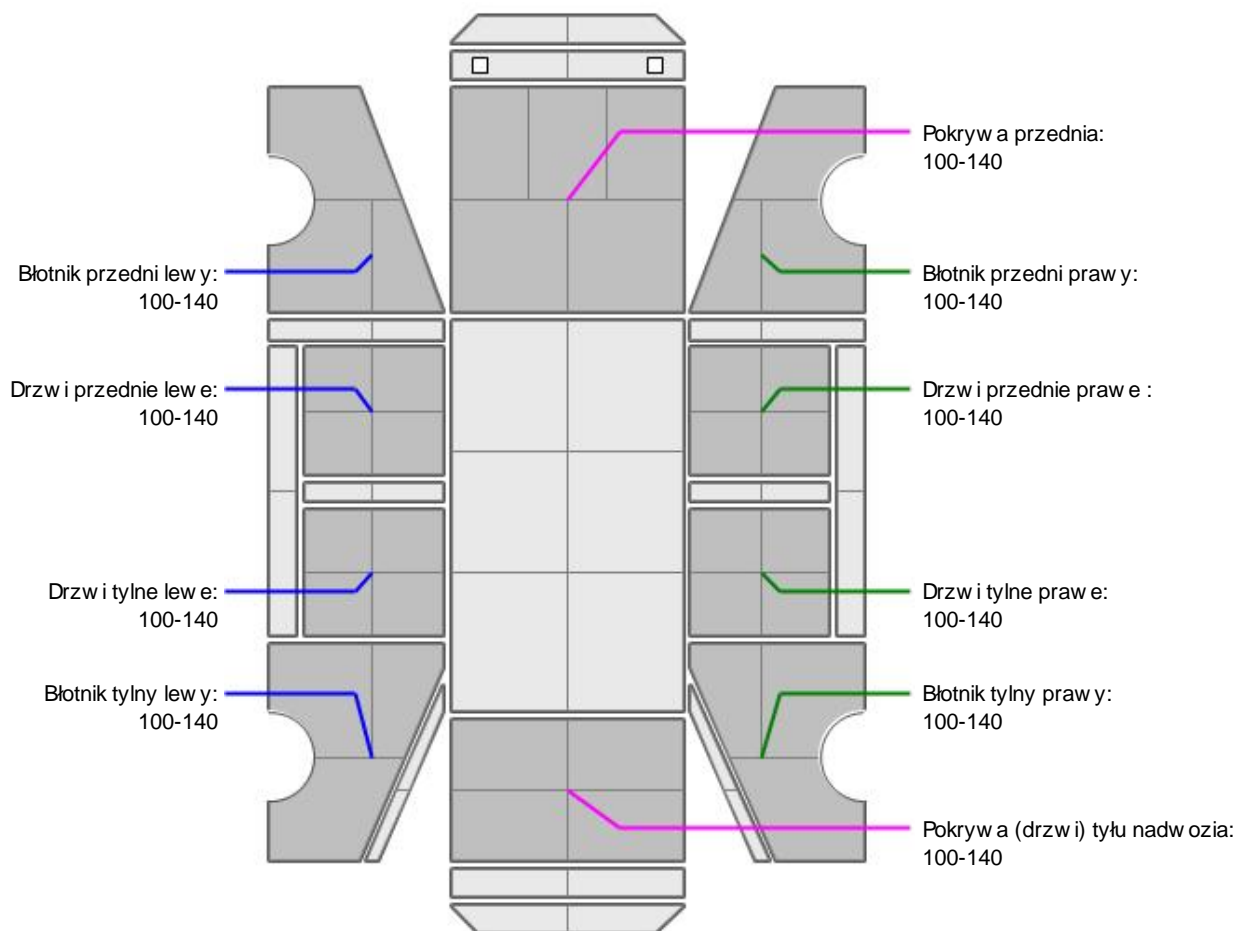 Pokrywa przednia:
100-140
Błotnik przedni lewy:
100-140
Błotnik przedni prawy:
100-140
Drzwi przednie lewe:
100-140
Drzwi przednie prawe :
100-140
Drzwi tylne lewe:
100-140
Drzwi tylne prawe:
100-140
Błotnik tylny lewy:
100-140
Błotnik tylny prawy:
100-140
Pokrywa (drzwi) tyłu nadwozia:
100-140